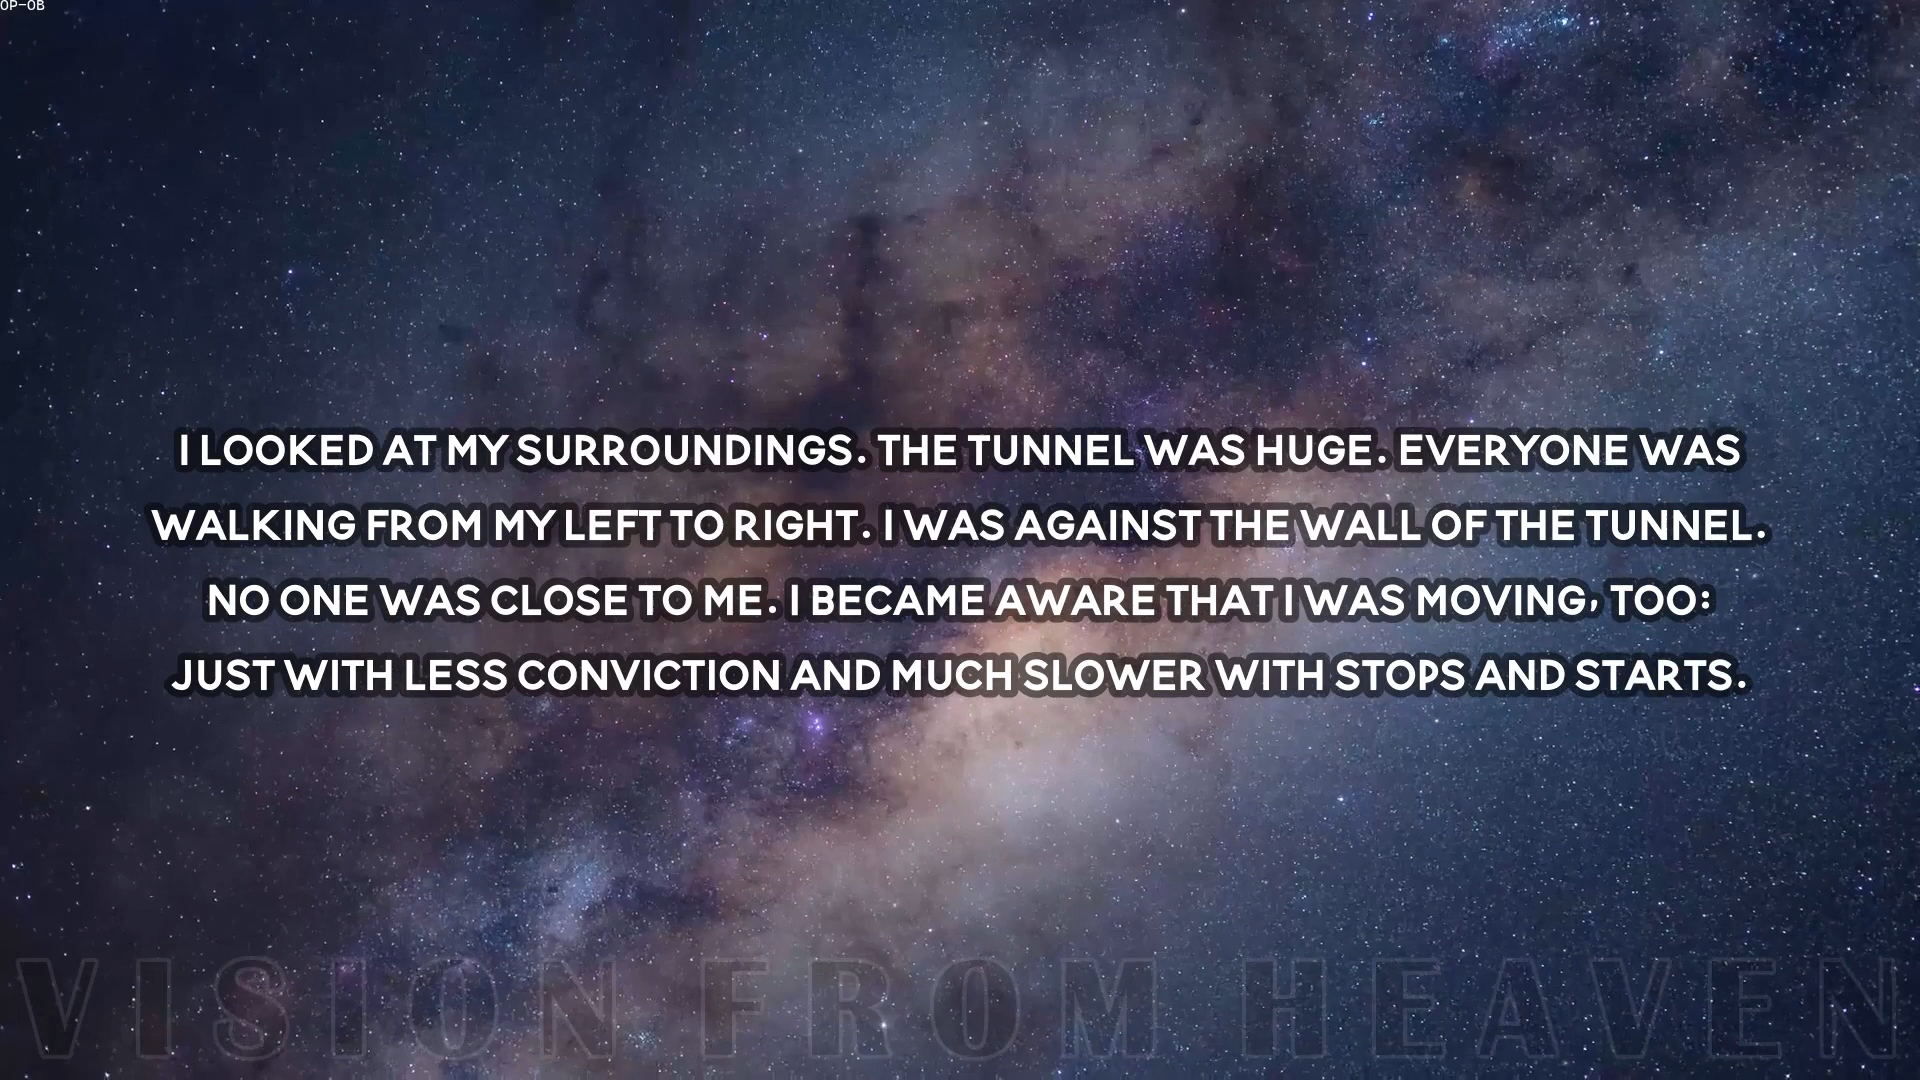 OP-OB
I LOOKED AT MY SURROUNDINGS. THE TUNNEL WAS HUGE. EVERYONE WAS
WALKING FROM MY LEFT TO RIGHT. I WAS AGAINST THE WALL OF THE TUNNEL.
NO ONE WAS CLOSE TO ME. I BECAME AWARE THAT I WAS MOVING, TOO:
JUST WITH LESS CONVICTION AND MUCH SLOWER WITH STOPS AND STARTS.
VISION FROM HEAVEN